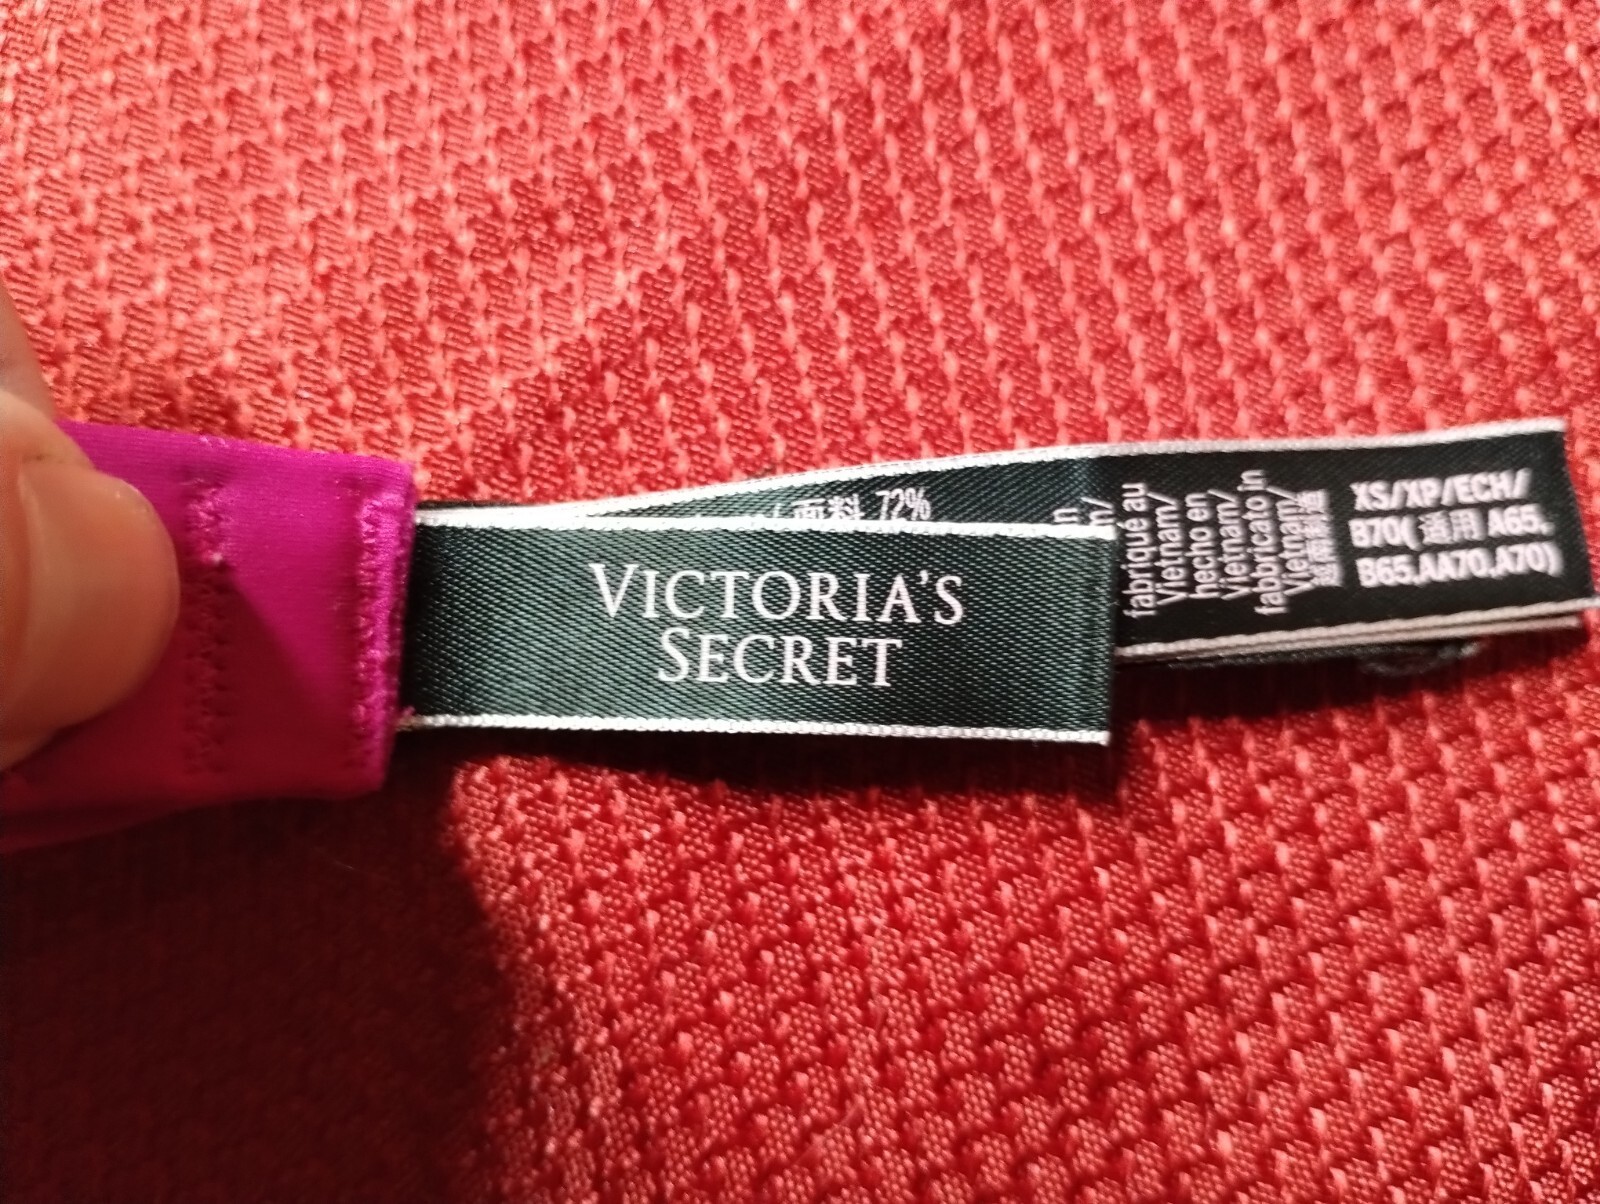 VICTORIA'S
SECRET
/ 面料 72%
fabriqué au
Vietnam/
hecho en
Vietnam/
fabbricato in
Vietnam/
越南制造
XS/XP/ECH/
B70( 适用 A65,
B65,AA70,A70)